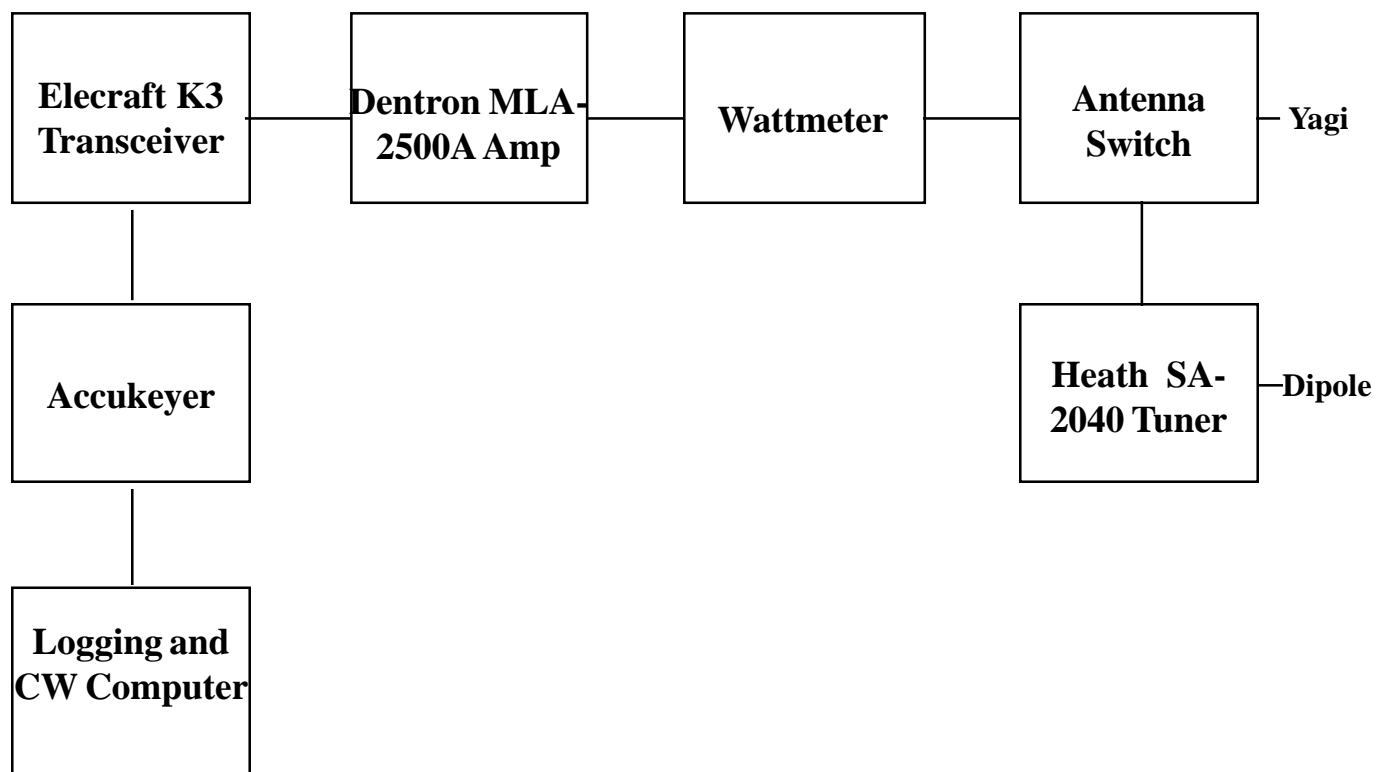 Elecraft K3
Transceiver
Dentron MLA-
2500A Amp
Wattmeter
Antenna
Switch
Yagi
Accukeyer
Heath SA-
2040 Tuner
Dipole
Logging and
CW Computer